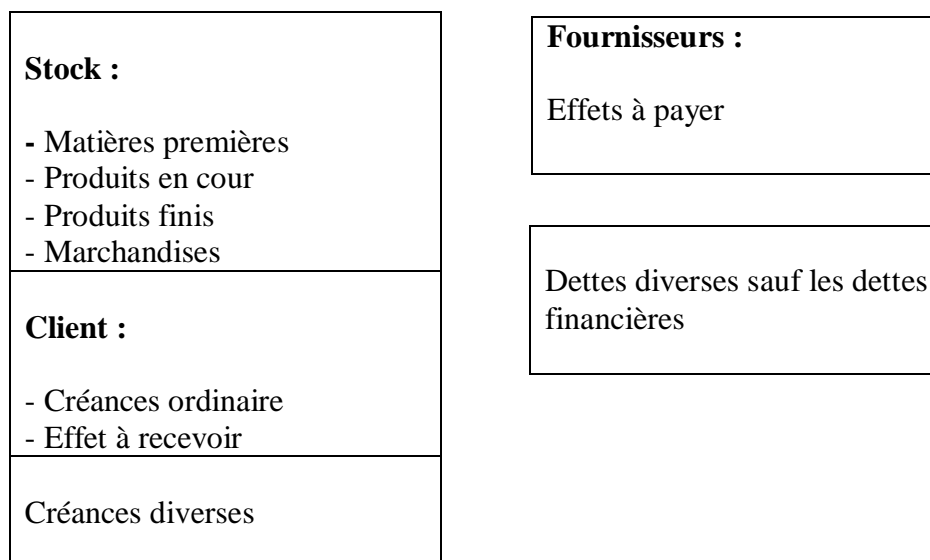 Stock :
- Matières premières
- Produits en cour
- Produits finis
- Marchandises
Client :
- Créances ordinaire
- Effet à recevoir
Créances diverses
Fournisseurs :
Effets à payer
Dettes diverses sauf les dettes
financières